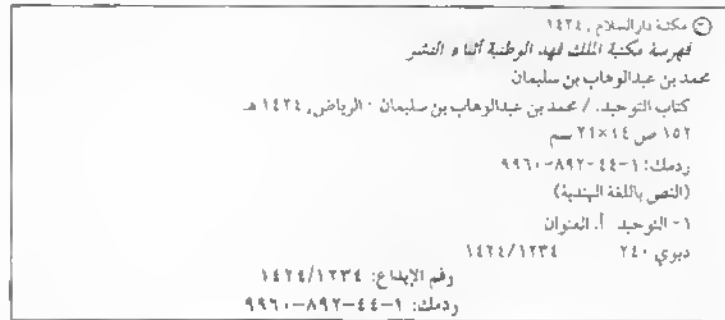 ح مكتبة دارالسلام , ١٤٢٤
فهرسة مكتبة الملك فهد الوطنية أثناء النشر
محمد بن عبدالوهاب بن سليمان
كتاب التوحيد. / محمد بن عبدالوهاب بن سليمان - الرياض, ١٤٢٤ هـ
١٥٢ ص ١٤×٢١ سم
ردمك: ١-٤٤-٨٩٢-٩٩٦٠
(النص باللغة الهندية)
١- التوحيد أ. العنوان
ديوي ٢٤٠ ١٤٢٤/١٢٣٤
رقم الإيداع: ١٤٢٤/١٢٣٤
ردمك: ١-٤٤-٨٩٢-٩٩٦٠